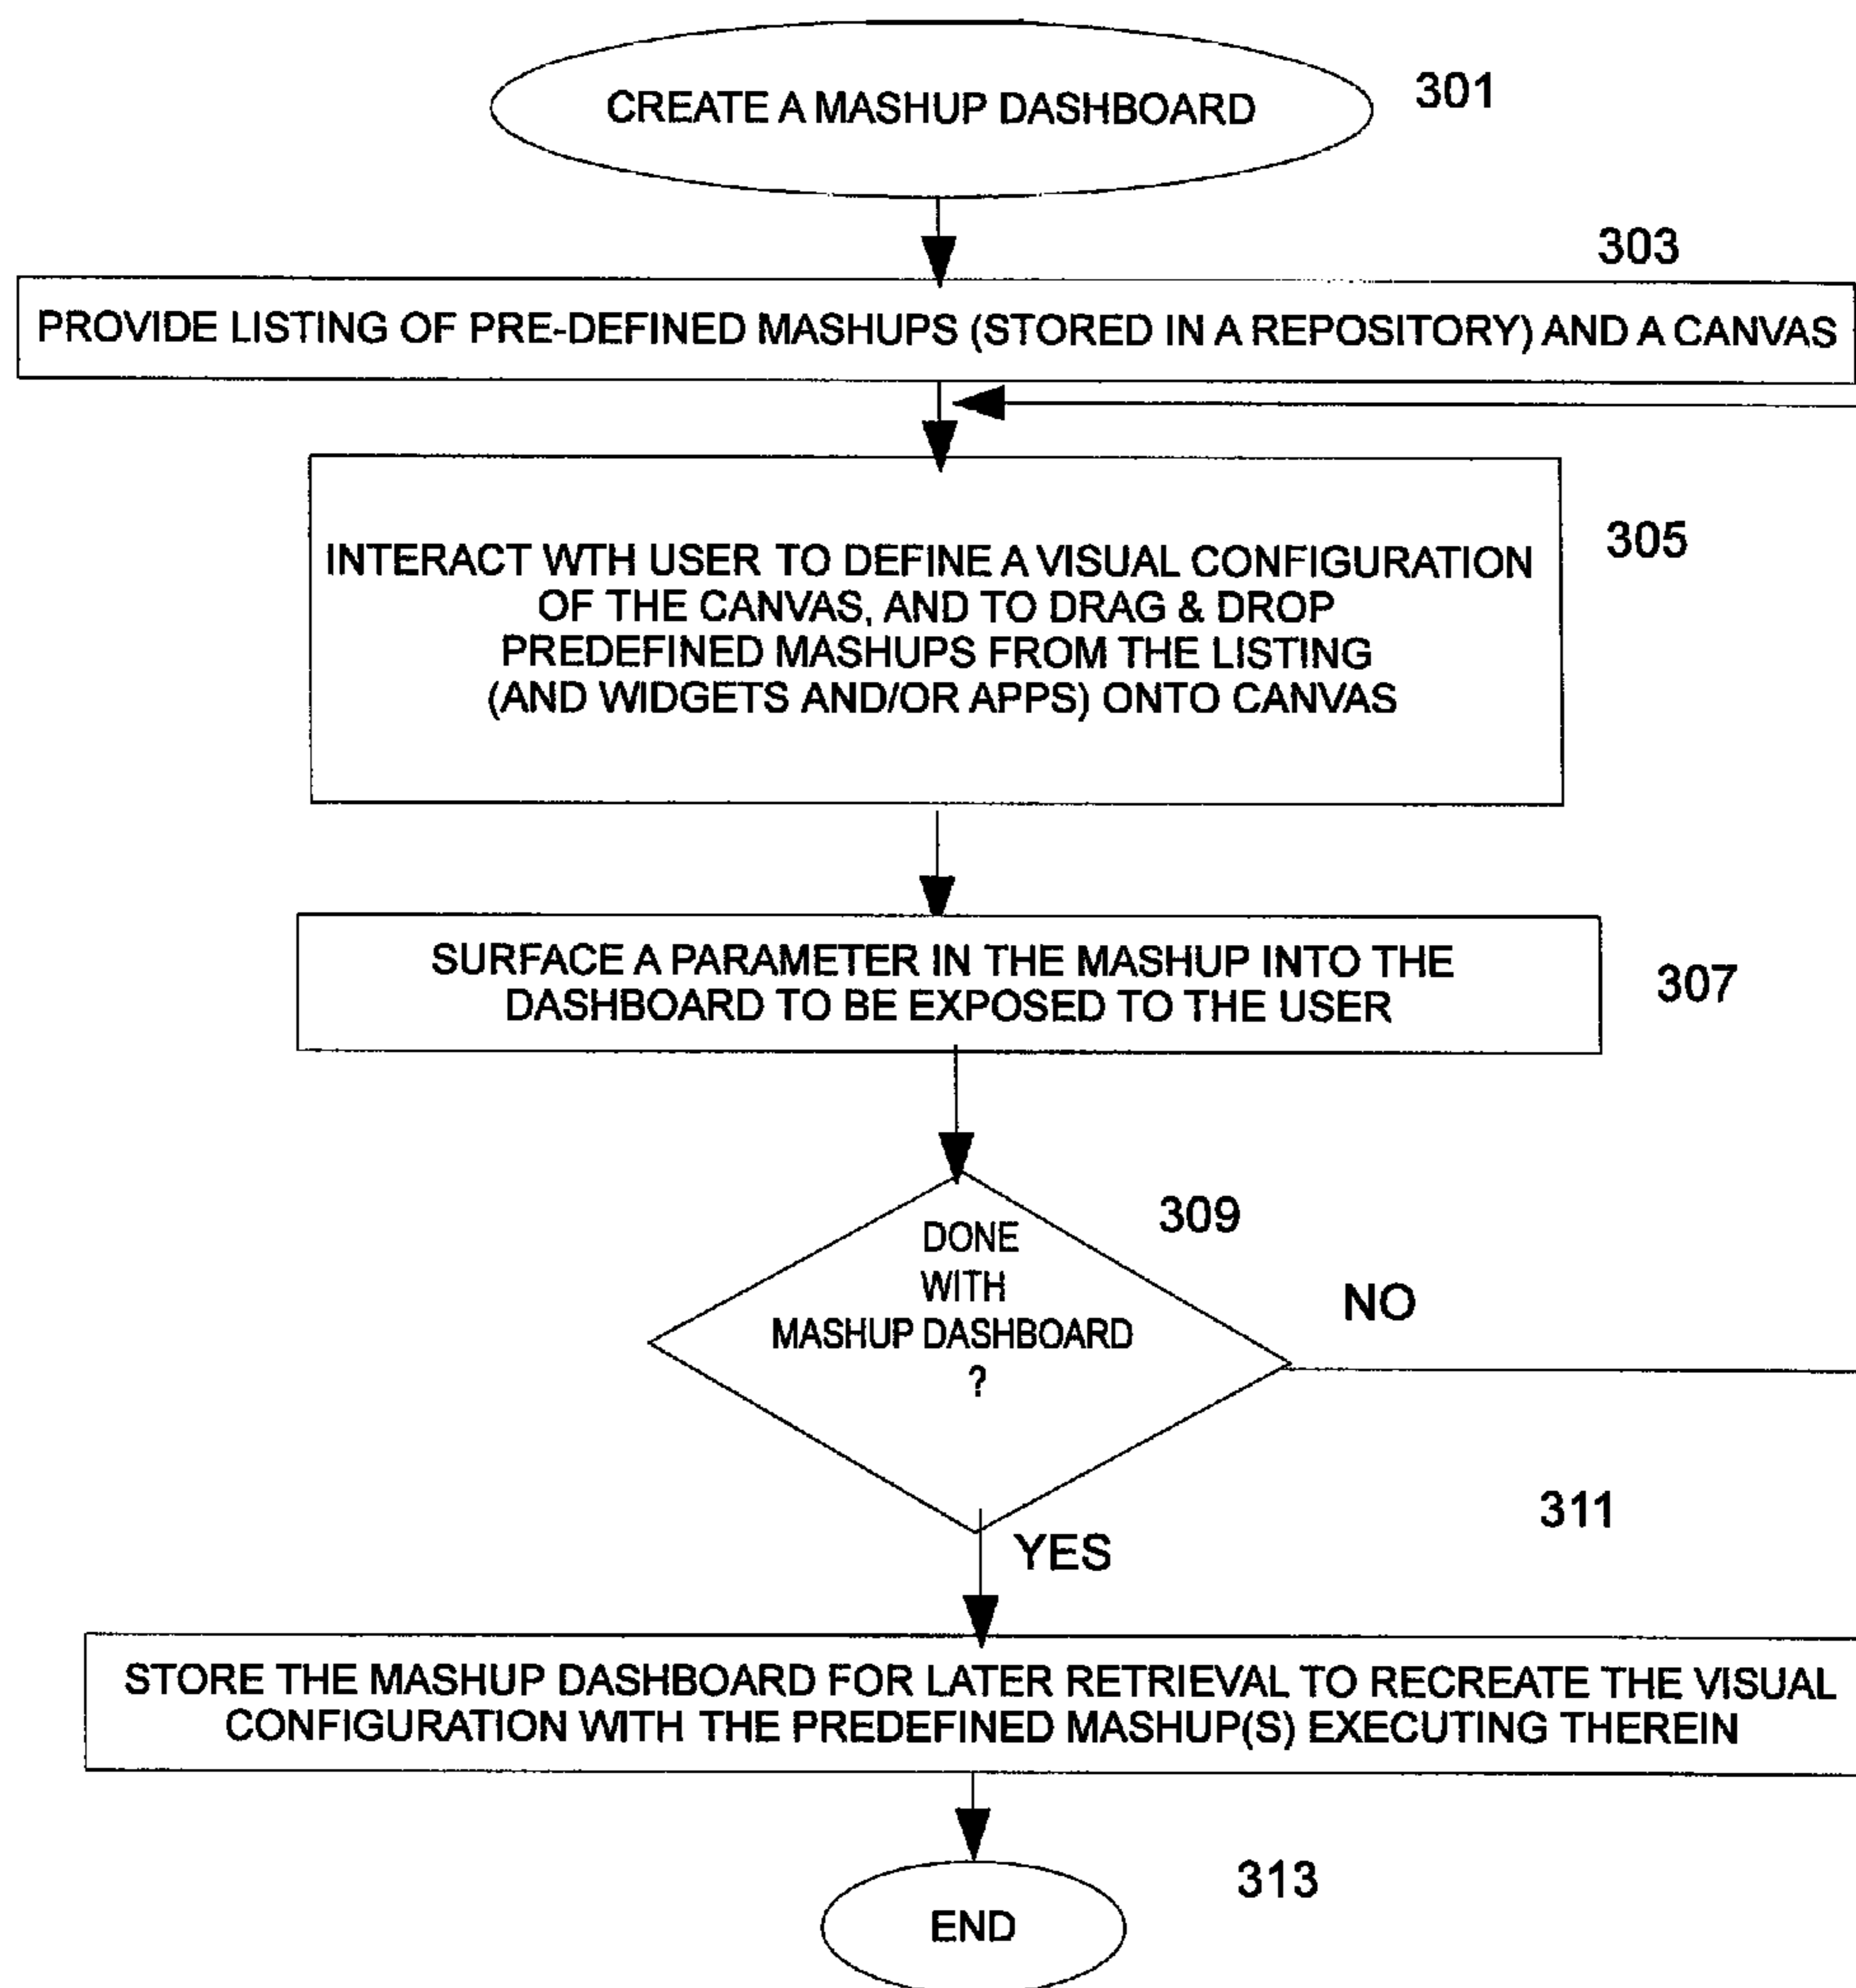 CREATE A MASHUP DASHBOARD
301
303
PROVIDE LISTING OF PRE-DEFINED MASHUPS (STORED IN A REPOSITORY) AND A CANVAS
305
INTERACT WTH USER TO DEFINE A VISUAL CONFIGURATION
OF THE CANVAS, AND TO DRAG & DROP
PREDEFINED MASHUPS FROM THE LISTING
(AND WIDGETS AND/OR APPS) ONTO CANVAS
SURFACE A PARAMETER IN THE MASHUP INTO THE
DASHBOARD TO BE EXPOSED TO THE USER
307
309
DONE
WITH
MASHUP DASHBOARD
?
NO
311
YES
STORE THE MASHUP DASHBOARD FOR LATER RETRIEVAL TO RECREATE THE VISUAL
CONFIGURATION WITH THE PREDEFINED MASHUP(S) EXECUTING THEREIN
313
END